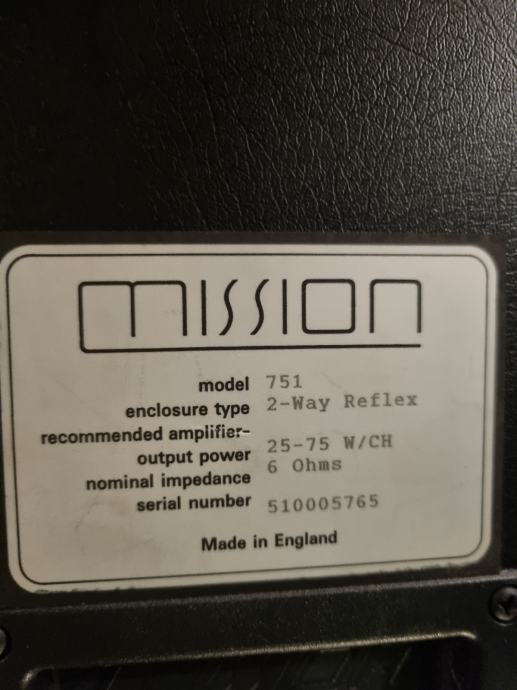 mission
model 751
enclosure type 2-Way Reflex
recommended amplifier-
output power 25-75 W/CH
nominal impedance 6 Ohms
serial number 510005765
Made in England